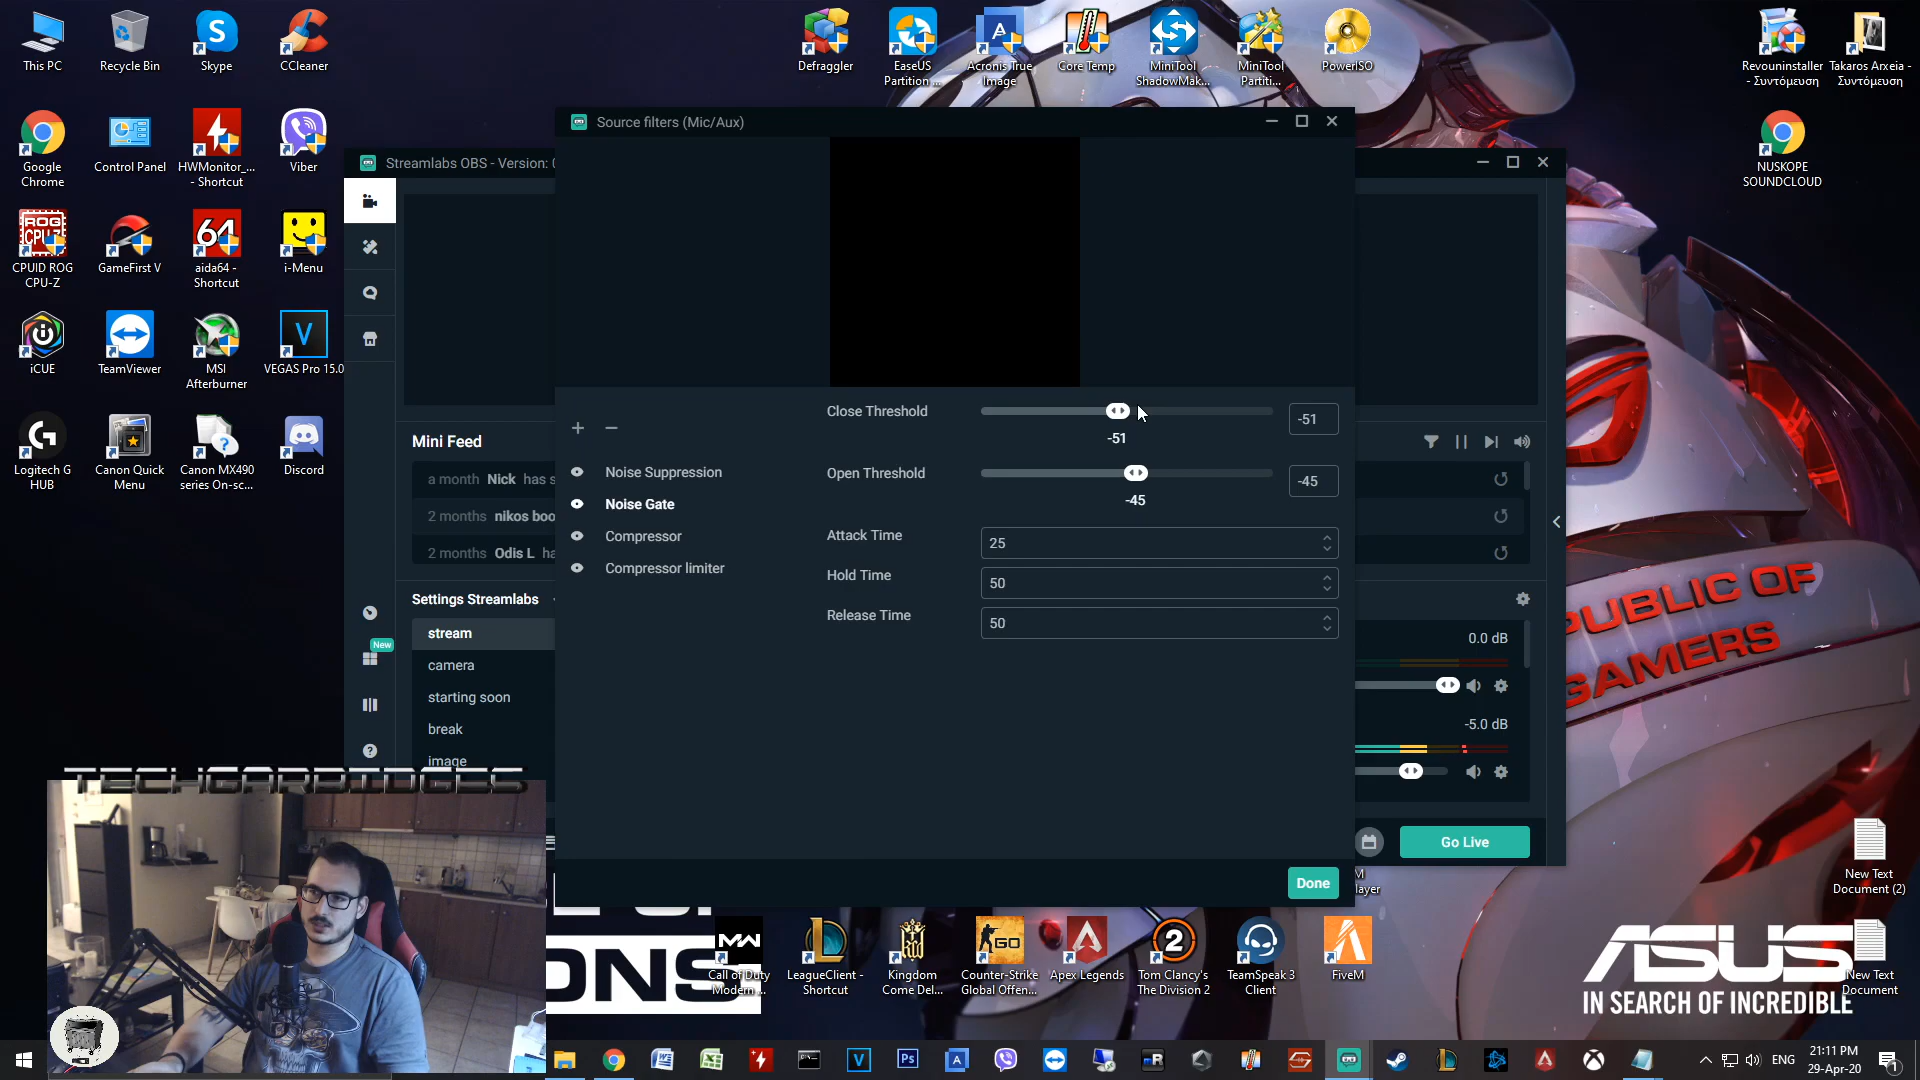 This PC
Recycle Bin
Skype
CCleaner
Defraggler
EaseUS
Partition ...
Acronis True
Image
Core Temp
MiniTool
ShadowMak...
MiniTool
Partiti...
PowerISO
Revouninstaller
- Συντόμευση
Takaros Arxeia -
Συντόμευση
Google
Chrome
Control Panel
HWMonitor_...
- Shortcut
Viber
NUSKOPE
SOUNDCLOUD
CPUID ROG
CPU-Z
GameFirst V
aida64 -
Shortcut
i-Menu
iCUE
TeamViewer
MSI
Afterburner
VEGAS Pro 15.0
Logitech G
HUB
Canon Quick
Menu
Canon MX490
series On-sc...
Discord
Streamlabs OBS - Version:
Source filters (Mic/Aux)
Noise Suppression
Noise Gate
Compressor
Compressor limiter
Close Threshold
-51
-51
Open Threshold
-45
-45
Attack Time
25
Hold Time
50
Release Time
50
Done
Mini Feed
a month Nick has s
2 months nikos boo
2 months Odis L ha
Settings Streamlabs
New
stream
camera
starting soon
break
image
0.0 dB
-5.0 dB
Go Live
PUBLIC OF
GAMERS
TECHGARBAGES
ONS
Call of Duty
Modern ...
LeagueClient -
Shortcut
Kingdom
Come Del...
Counter-Strike
Global Offen...
Apex Legends
Tom Clancy's
The Division 2
TeamSpeak 3
Client
FiveM
New Text
Document (2)
New Text
Document
ASUS
IN SEARCH OF INCREDIBLE
ENG
21:11 PM
29-Apr-20